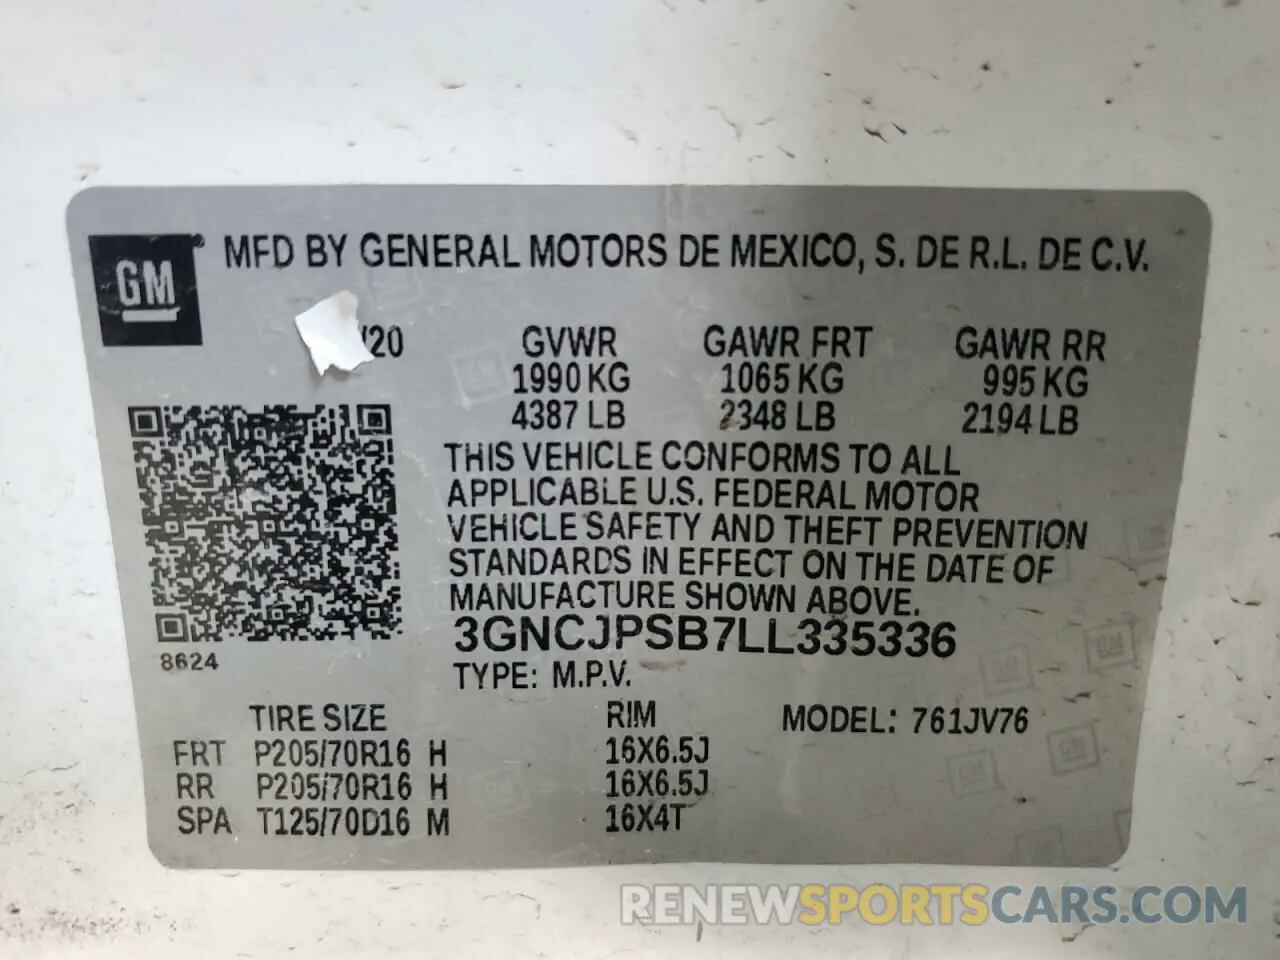 GM® MFD BY GENERAL MOTORS DE MEXICO, S. DE R.L. DE C.V.
/20 GVWR GAWR FRT GAWR RR
1990 KG 1065 KG 995 KG
4387 LB 2348 LB 2194 LB
THIS VEHICLE CONFORMS TO ALL
APPLICABLE U.S. FEDERAL MOTOR
VEHICLE SAFETY AND THEFT PREVENTION
STANDARDS IN EFFECT ON THE DATE OF
MANUFACTURE SHOWN ABOVE.
3GNCJPSB7LL335336
8624
TYPE: M.P.V.
TIRE SIZE RIM MODEL: 761JV76
FRT P205/70R16 H 16X6.5J
RR P205/70R16 H 16X6.5J
SPA T125/70D16 M 16X4T
RENEWSPORTSCARS.COM